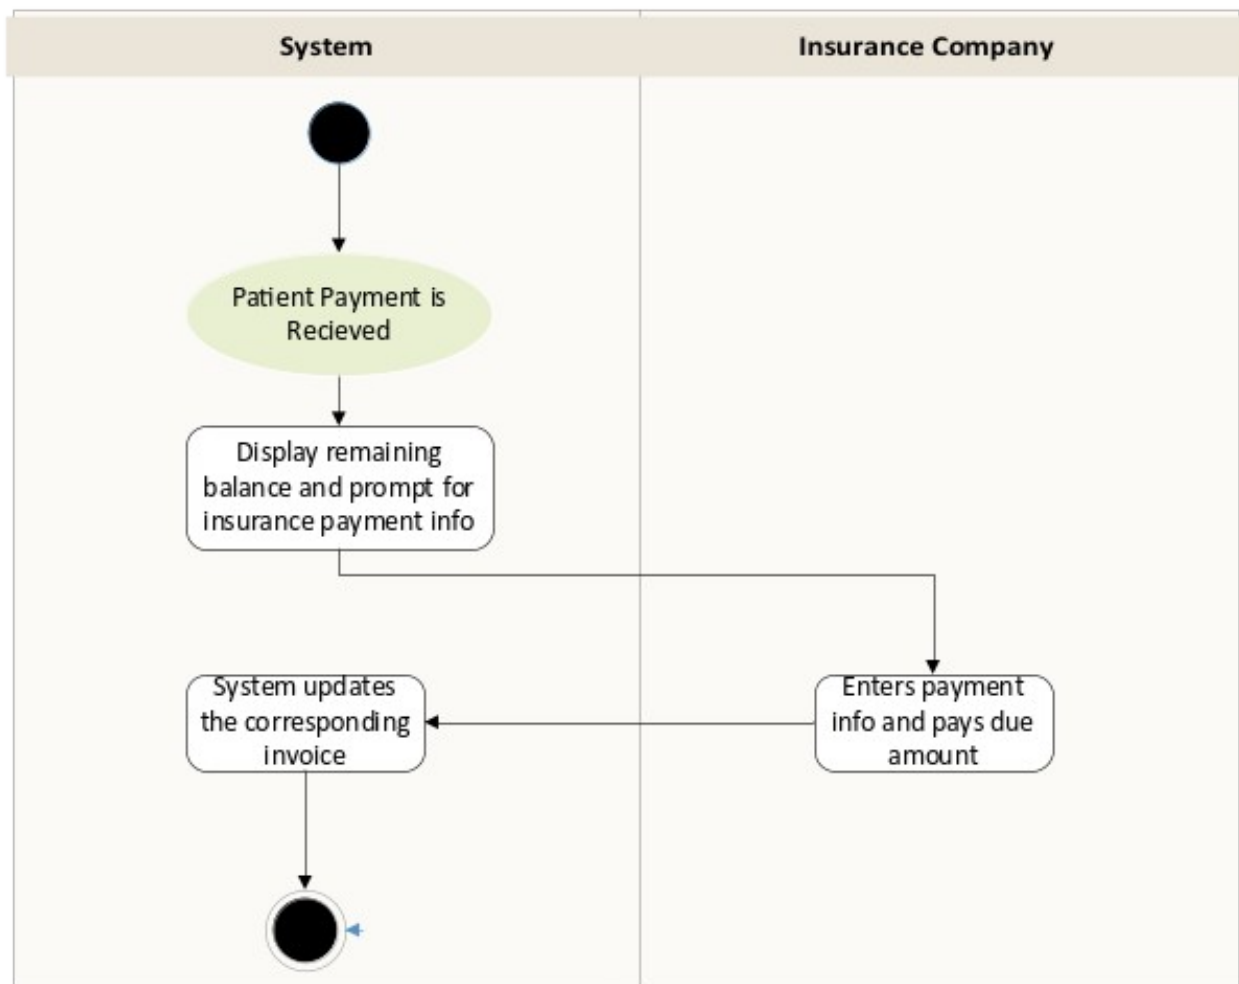 System
Insurance Company
Patient Payment is
Recieved
Display remaining
balance and prompt for
insurance payment info
System updates
the corresponding
invoice
Enters payment
info and pays due
amount